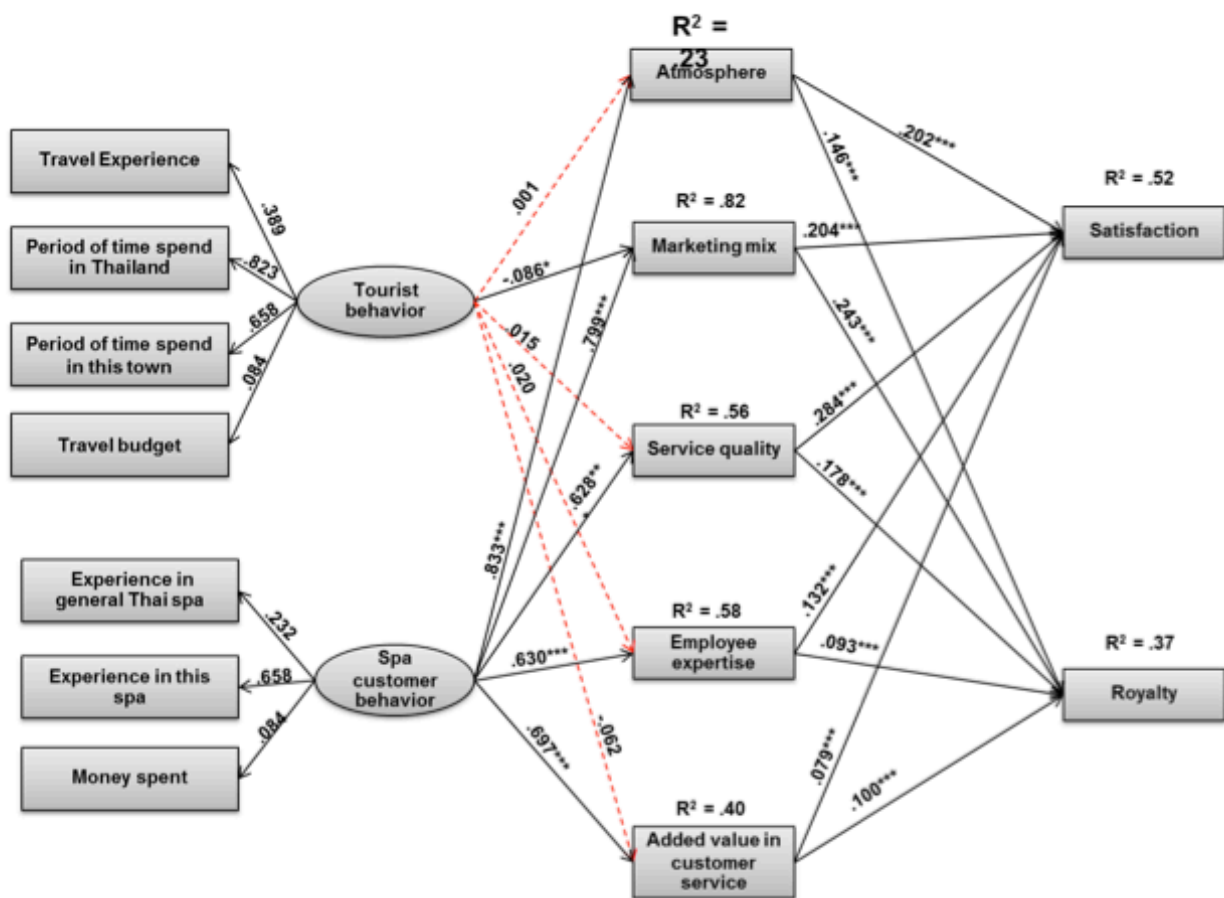 R² =
.23
Atmosphere
Travel Experience
.389
Period of time spend
in Thailand
.823
Period of time spend
in this town
.658
Travel budget
.084
Tourist
behavior
.001
-.086*
.015
.020
-.062
Experience in
general Thai spa
.232
Experience in this
spa
.658
Money spent
.084
Spa
customer
behavior
.833***
.799***
.628**
*
.630***
.697***
R² = .82
Marketing mix
R² = .56
Service quality
R² = .58
Employee
expertise
R² = .40
Added value in
customer
service
.202***
.146***
.204***
.243***
.284***
.178***
.132***
.093***
.079***
.100***
R² = .52
Satisfaction
R² = .37
Royalty